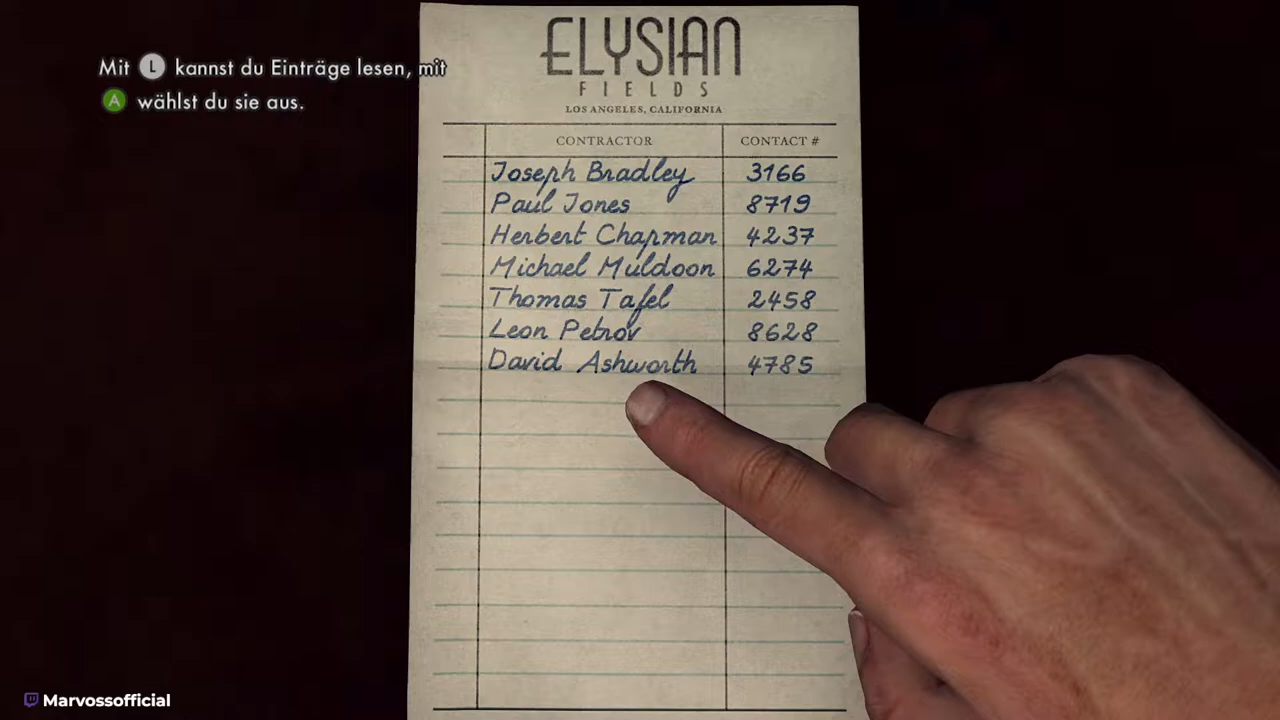 Mit L kannst du Einträge lesen, mit
A wählst du sie aus.
ELYSIAN
FIELDS
LOS ANGELES, CALIFORNIA
CONTRACTOR CONTACT #
Joseph Bradley 3166
Paul Jones 8719
Herbert Chapman 4237
Michael Muldoon 6274
Thomas Tafel 2458
Leon Petrov 8628
David Ashworth 4785
Marvossofficial